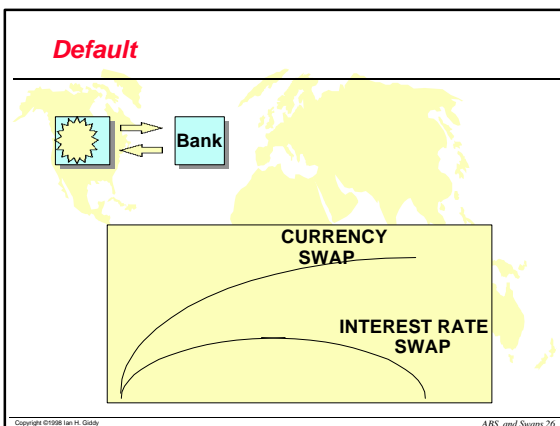 Default
Bank
CURRENCY
SWAP
INTEREST RATE
SWAP
Copyright ©1998 Ian H. Giddy
ABS and Swaps 26